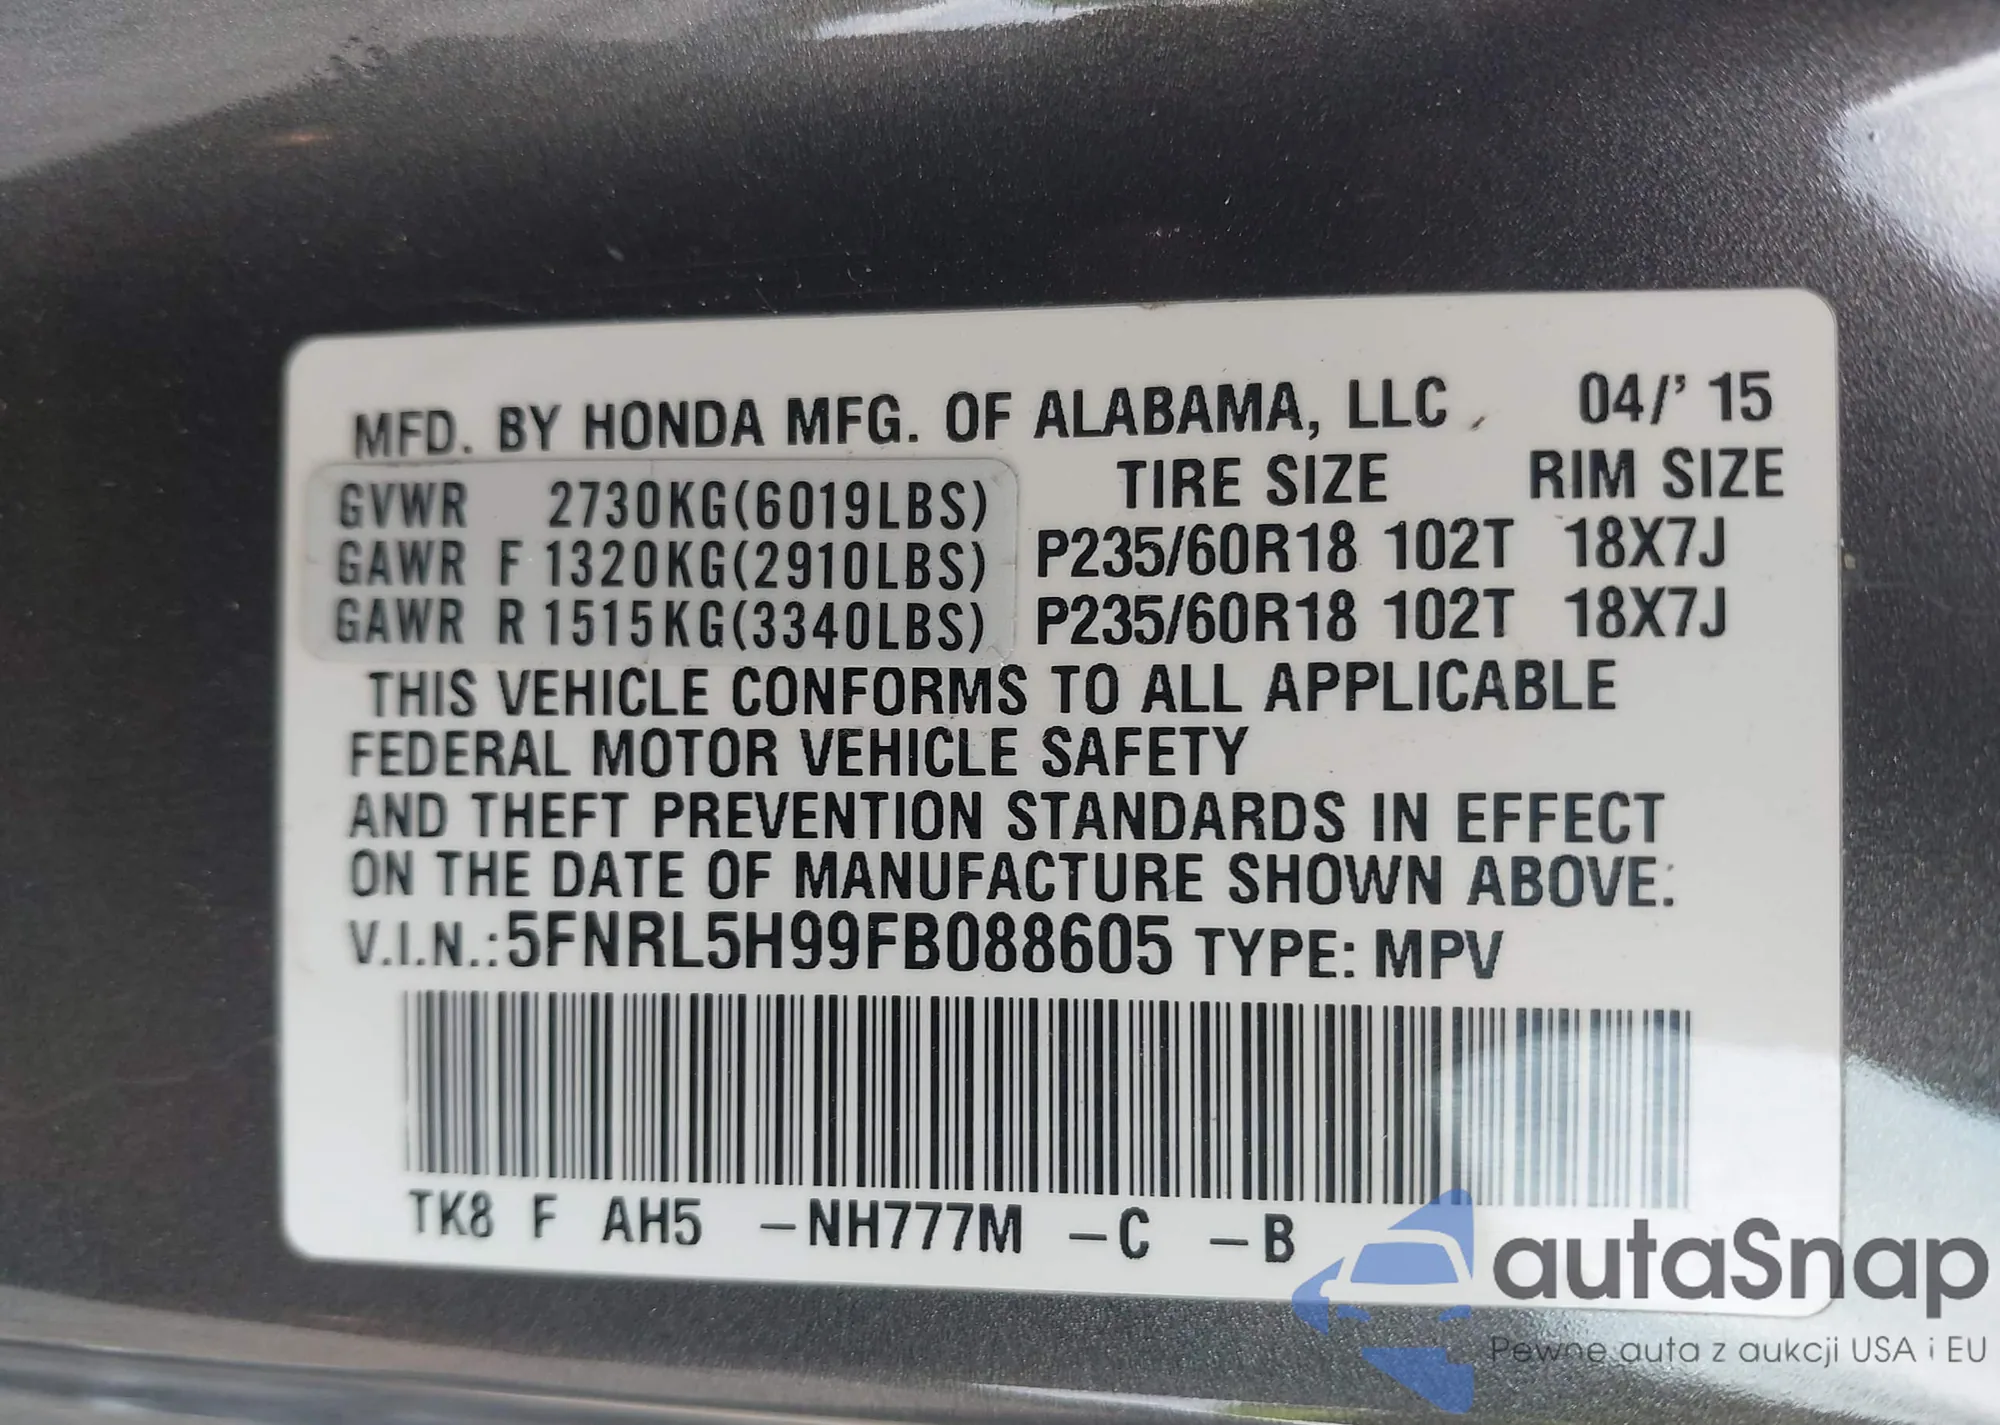 MFD. BY HONDA MFG. OF ALABAMA, LLC 04/' 15
TIRE SIZE RIM SIZE
GVWR 2730KG(6019LBS)
GAWR F 1320KG(2910LBS) P235/60R18 102T 18X7J
GAWR R 1515KG(3340LBS) P235/60R18 102T 18X7J
THIS VEHICLE CONFORMS TO ALL APPLICABLE
FEDERAL MOTOR VEHICLE SAFETY
AND THEFT PREVENTION STANDARDS IN EFFECT
ON THE DATE OF MANUFACTURE SHOWN ABOVE.
V.I.N.:5FNRL5H99FB088605 TYPE: MPV
TK8 F AH5 -NH777M -C -B
autaSnap
Pewne auta z aukcji USA i EU